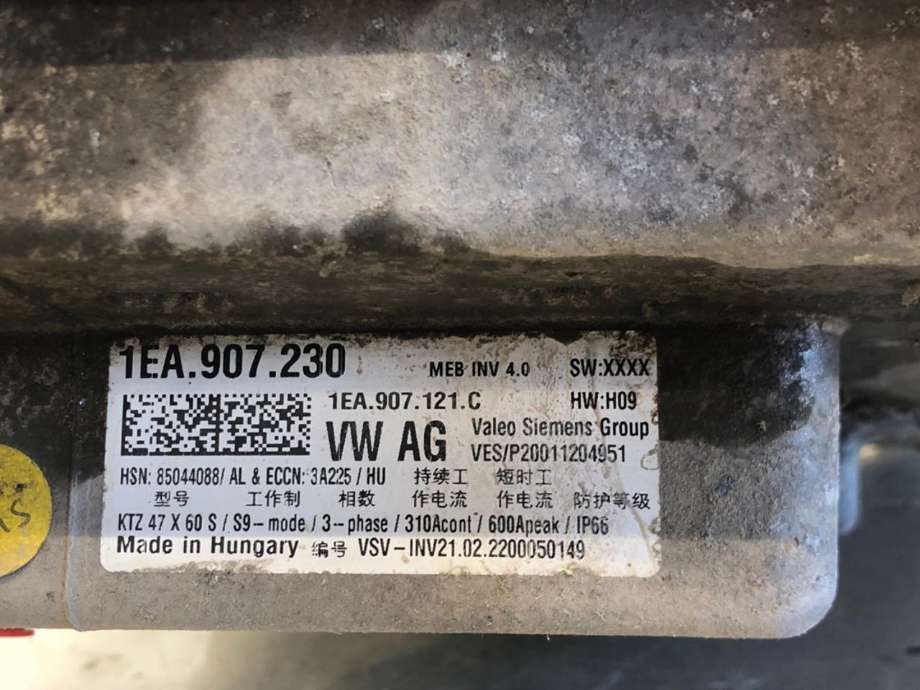 1EA.907.230 MEB INV 4.0 SW:XXXX
1EA.907.121.C HW:H09
VW AG Valeo Siemens Group
VES/P20011204951
HSN: 85044088/ AL & ECCN: 3A225 / HU 持续工 短时工
型号 工作制 相数 作电流 作电流 防护等级
KTZ 47 X 60 S / S9-mode / 3-phase / 310Acont / 600Apeak / IP66
Made in Hungary 编号 VSV-INV21.02.2200050149